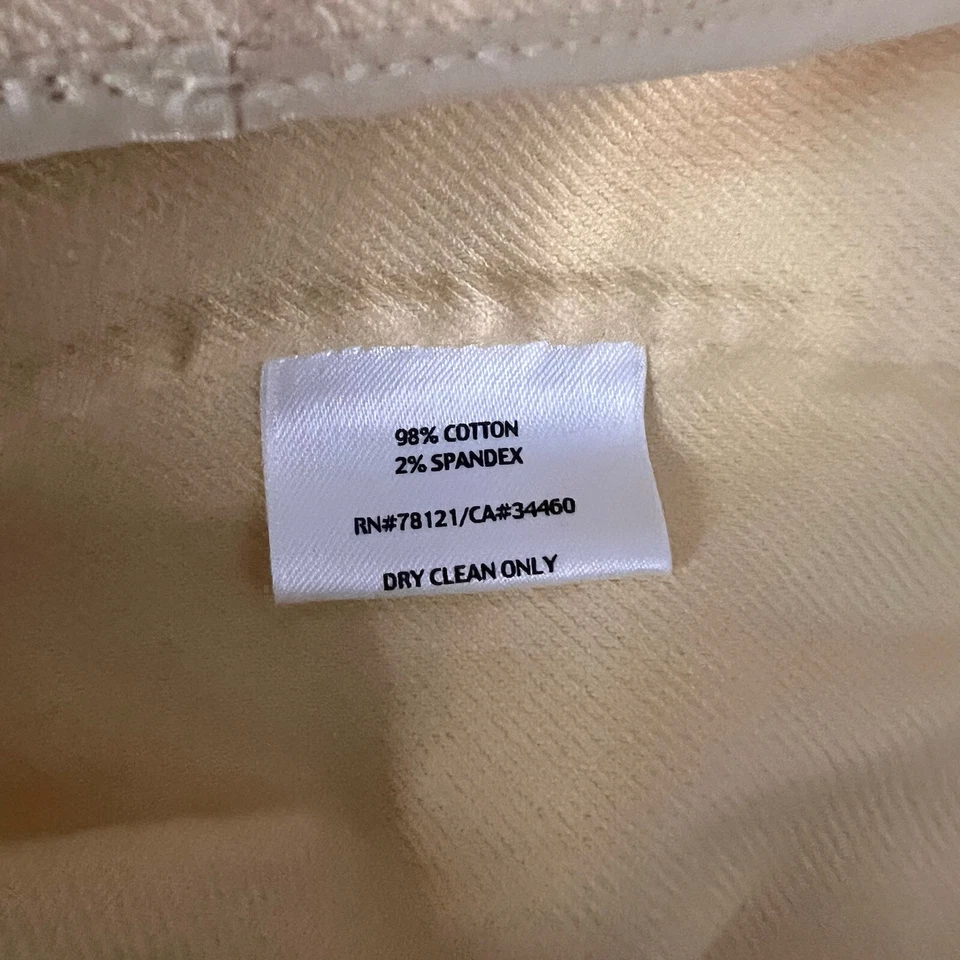 98% COTTON
2% SPANDEX
RN#78121/CA#34460
DRY CLEAN ONLY